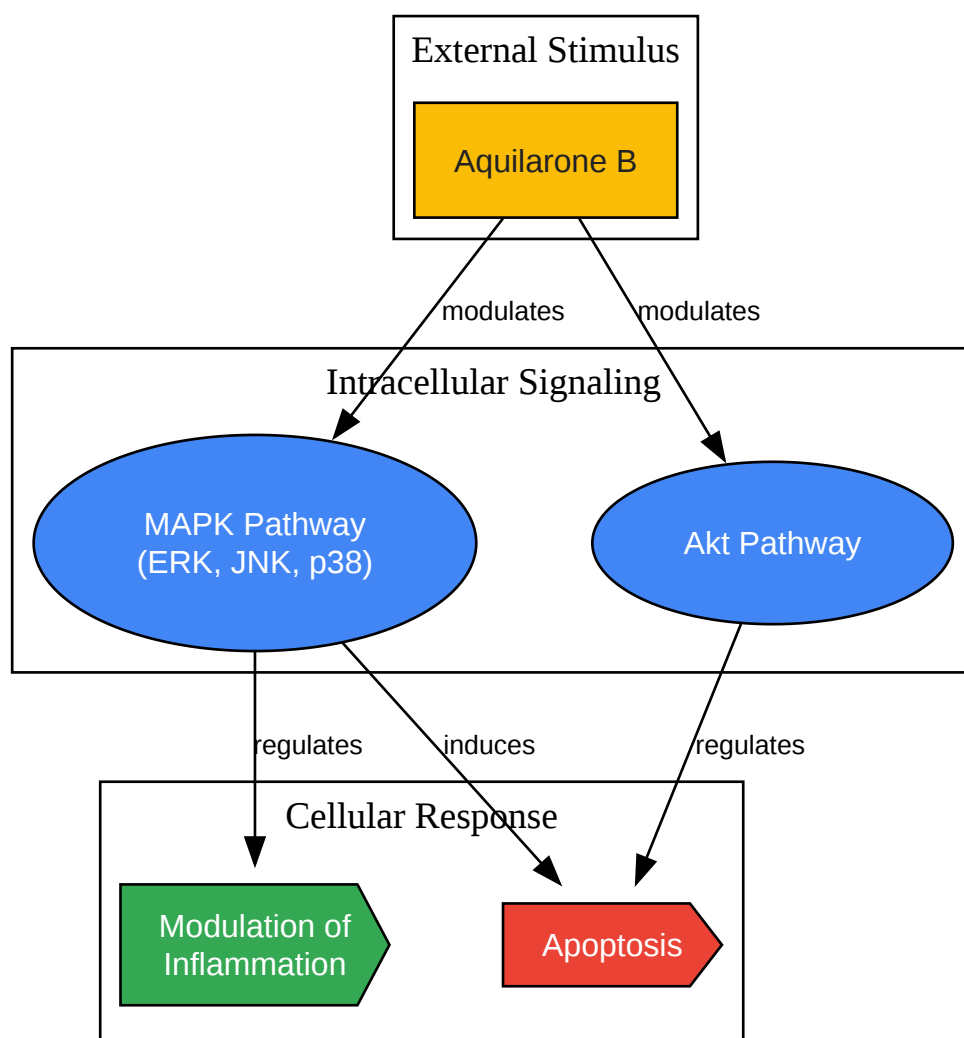 External Stimulus
Aquilarone B
modulates
modulates
Intracellular Signaling
MAPK Pathway
(ERK, JNK, p38)
Akt Pathway
regulates
induces
regulates
Cellular Response
Modulation of
Inflammation
Apoptosis